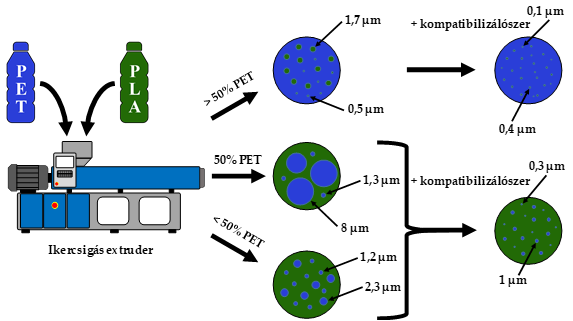 PET
PLA
Ikercsigás extruder
> 50% PET
50% PET
< 50% PET
1,7 µm
0,5 µm
1,3 µm
8 µm
1,2 µm
2,3 µm
+ kompatibilizálószer
0,1 µm
0,4 µm
+ kompatibilizálószer
0,3 µm
1 µm